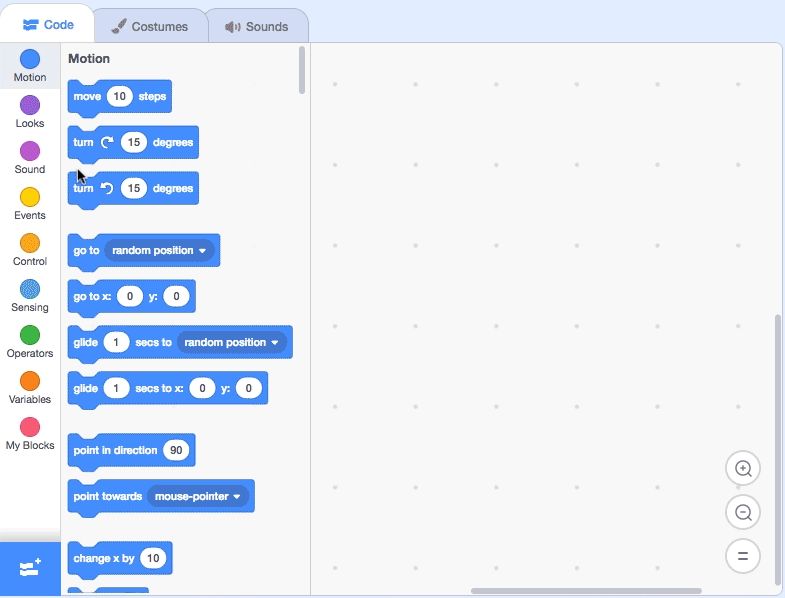 Code
Costumes
Sounds
Motion
Looks
Sound
Events
Control
Sensing
Operators
Variables
My Blocks
Motion
move 10 steps
turn 15 degrees
turn 15 degrees
go to random position
go to x: 0 y: 0
glide 1 secs to random position
glide 1 secs to x: 0 y: 0
point in direction 90
point towards mouse-pointer
change x by 10